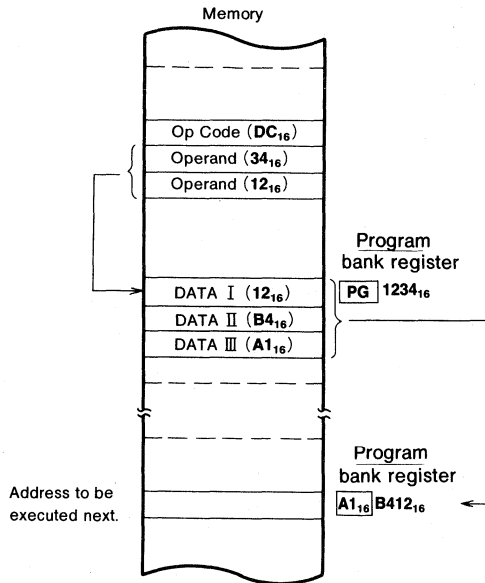 Memory
Op Code (DC₁₆)
Operand (34₁₆)
Operand (12₁₆)
Program
bank register
DATA Ⅰ (12₁₆)
PG 1234₁₆
DATA Ⅱ (B4₁₆)
DATA Ⅲ (A1₁₆)
Program
bank register
Address to be
executed next.
A1₁₆ B412₁₆